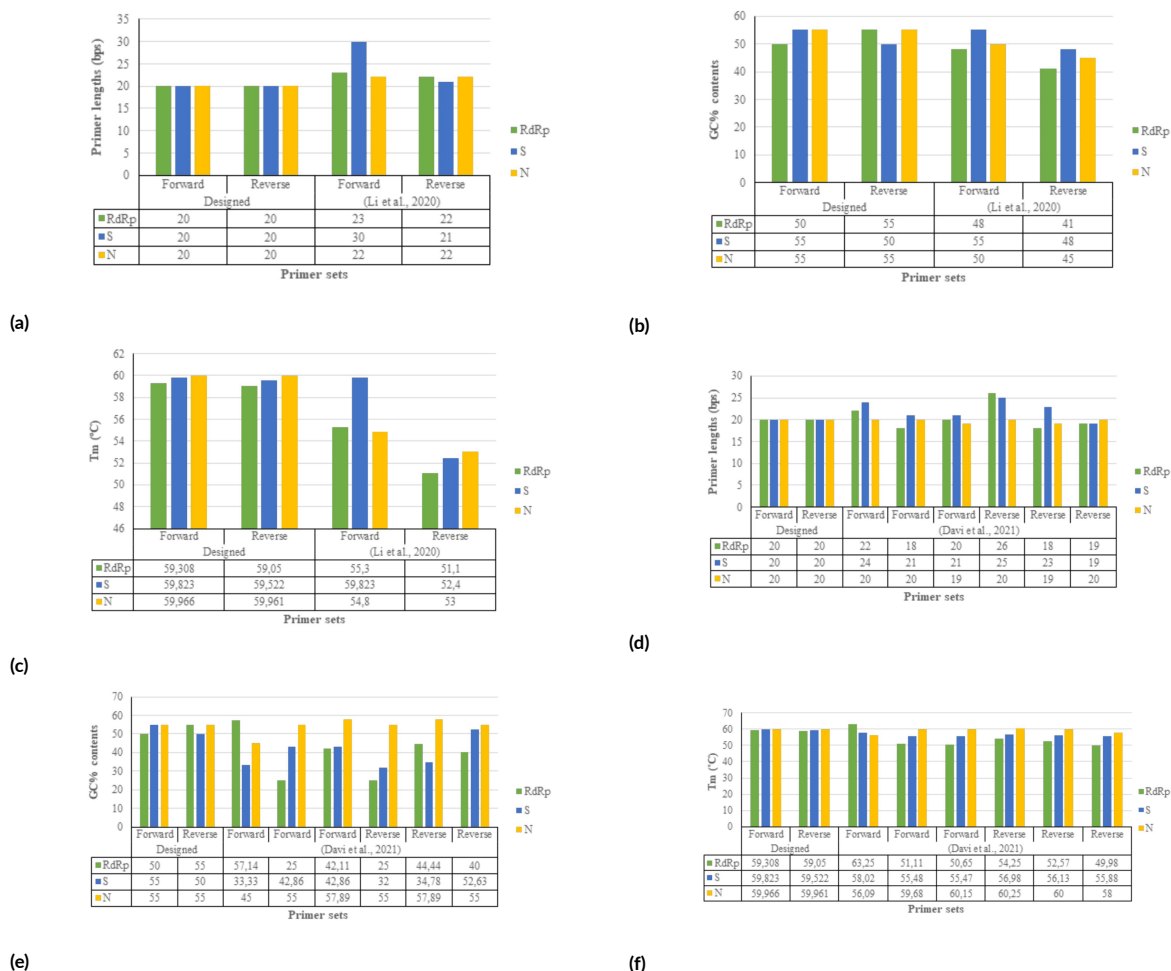 35
30
25
20
15
10
5
0
Primer lengths (bps)
Forward Reverse Forward Reverse
Designed (Li et al., 2020)
RdRp 20 20 23 22
S 20 20 30 21
N 20 20 22 22
Primer sets
RdRp
S
N
(a)
60
50
40
30
20
10
0
GC% contents
Forward Reverse Forward Reverse
Designed (Li et al., 2020)
RdRp 50 55 48 41
S 55 50 55 48
N 55 55 50 45
Primer sets
RdRp
S
N
(b)
62
60
58
56
54
52
50
48
46
Tm (°C)
Forward Reverse Forward Reverse
Designed (Li et al., 2020)
RdRp 59,308 59,05 55,3 51,1
S 59,823 59,522 59,823 52,4
N 59,966 59,961 54,8 53
Primer sets
RdRp
S
N
(c)
30
25
20
15
10
5
0
Primer lengths (bps)
Forward Reverse Forward Forward Forward Reverse Reverse Reverse
Designed (Davi et al., 2021)
RdRp 20 20 22 18 20 26 18 19
S 20 20 24 21 21 25 23 19
N 20 20 20 20 19 20 19 20
Primer sets
RdRp
S
N
(d)
70
60
50
40
30
20
10
0
GC% contents
Forward Reverse Forward Forward Forward Reverse Reverse Reverse
Designed (Davi et al., 2021)
RdRp 50 55 57,14 25 42,11 25 44,44 40
S 55 50 33,33 42,86 42,86 32 34,78 52,63
N 55 55 45 55 57,89 55 57,89 55
Primer sets
RdRp
S
N
(e)
70
60
50
40
30
20
10
0
Tm (°C)
Forward Reverse Forward Forward Forward Reverse Reverse Reverse
Designed (Davi et al., 2021)
RdRp 59,308 59,05 63,25 51,11 50,65 54,25 52,57 49,98
S 59,823 59,522 58,02 55,48 55,47 56,98 56,13 55,88
N 59,966 59,961 56,09 59,68 60,15 60,25 60 58
Primer sets
RdRp
S
N
(f)